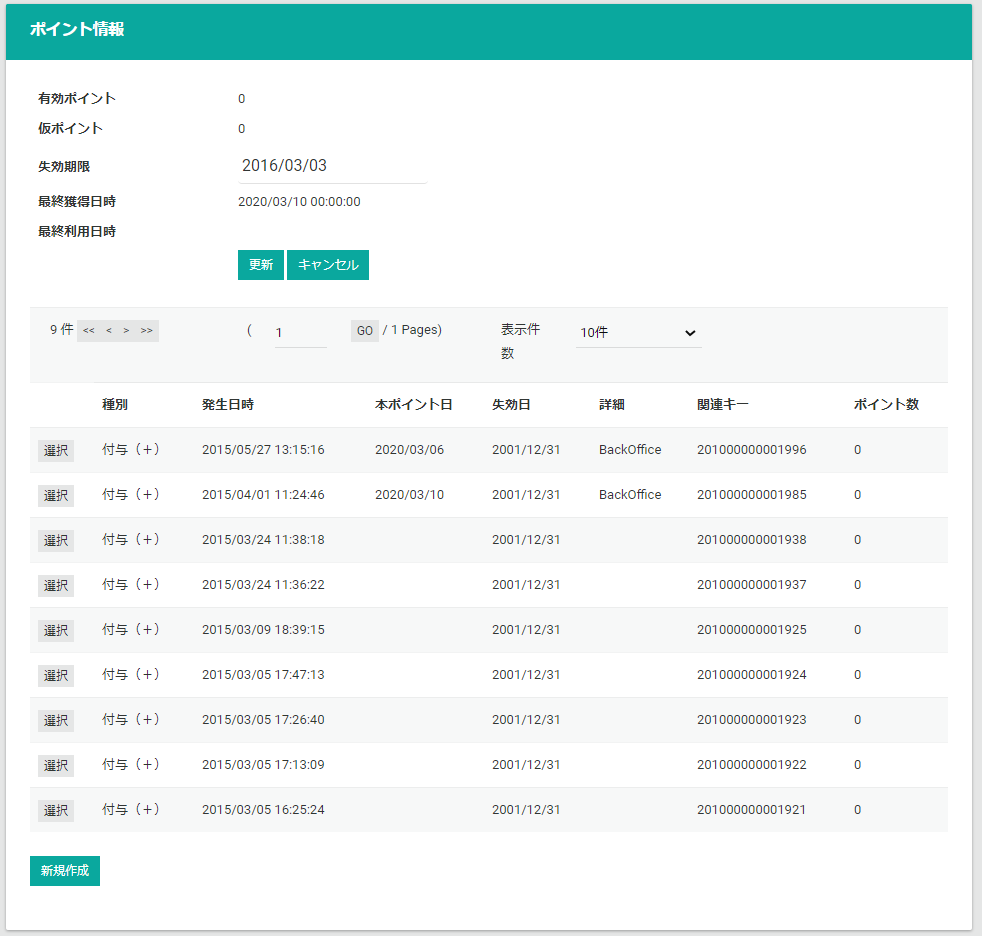 ポイント情報
有効ポイント 0
仮ポイント 0
失効期限 2016/03/03
最終獲得日時 2020/03/10 00:00:00
最終利用日時
更新 キャンセル
9 件 << < > >> ( 1 GO / 1 Pages) 表示件数 10件
種別 発生日時 本ポイント日 失効日 詳細 関連キー ポイント数
選択 付与（+） 2015/05/27 13:15:16 2020/03/06 2001/12/31 BackOffice 201000000001996 0
選択 付与（+） 2015/04/01 11:24:46 2020/03/10 2001/12/31 BackOffice 201000000001985 0
選択 付与（+） 2015/03/24 11:38:18 2001/12/31 201000000001938 0
選択 付与（+） 2015/03/24 11:36:22 2001/12/31 201000000001937 0
選択 付与（+） 2015/03/09 18:39:15 2001/12/31 201000000001925 0
選択 付与（+） 2015/03/05 17:47:13 2001/12/31 201000000001924 0
選択 付与（+） 2015/03/05 17:26:40 2001/12/31 201000000001923 0
選択 付与（+） 2015/03/05 17:13:09 2001/12/31 201000000001922 0
選択 付与（+） 2015/03/05 16:25:24 2001/12/31 201000000001921 0
新規作成